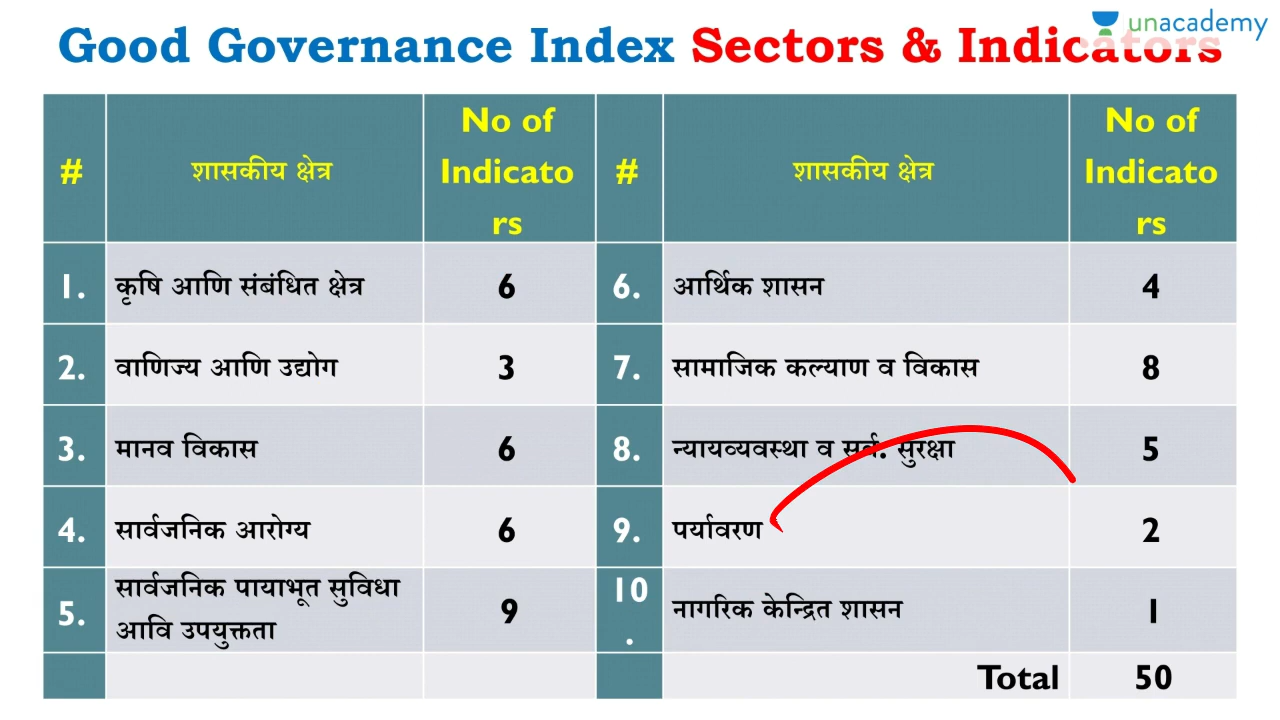 unacademy
Good Governance Index Sectors & Indicators
# शासकीय क्षेत्र No of Indicato rs # शासकीय क्षेत्र No of Indicato rs
1. कृषि आणि संबंधित क्षेत्र 6 6. आर्थिक शासन 4
2. वाणिज्य आणि उद्योग 3 7. सामाजिक कल्याण व विकास 8
3. मानव विकास 6 8. न्यायव्यवस्था व सर्व. सुरक्षा 5
4. सार्वजनिक आरोग्य 6 9. पर्यावरण 2
5. सार्वजनिक पायाभूत सुविधा आवि उपयुक्तता 9 10. नागरिक केन्द्रित शासन 1
Total 50